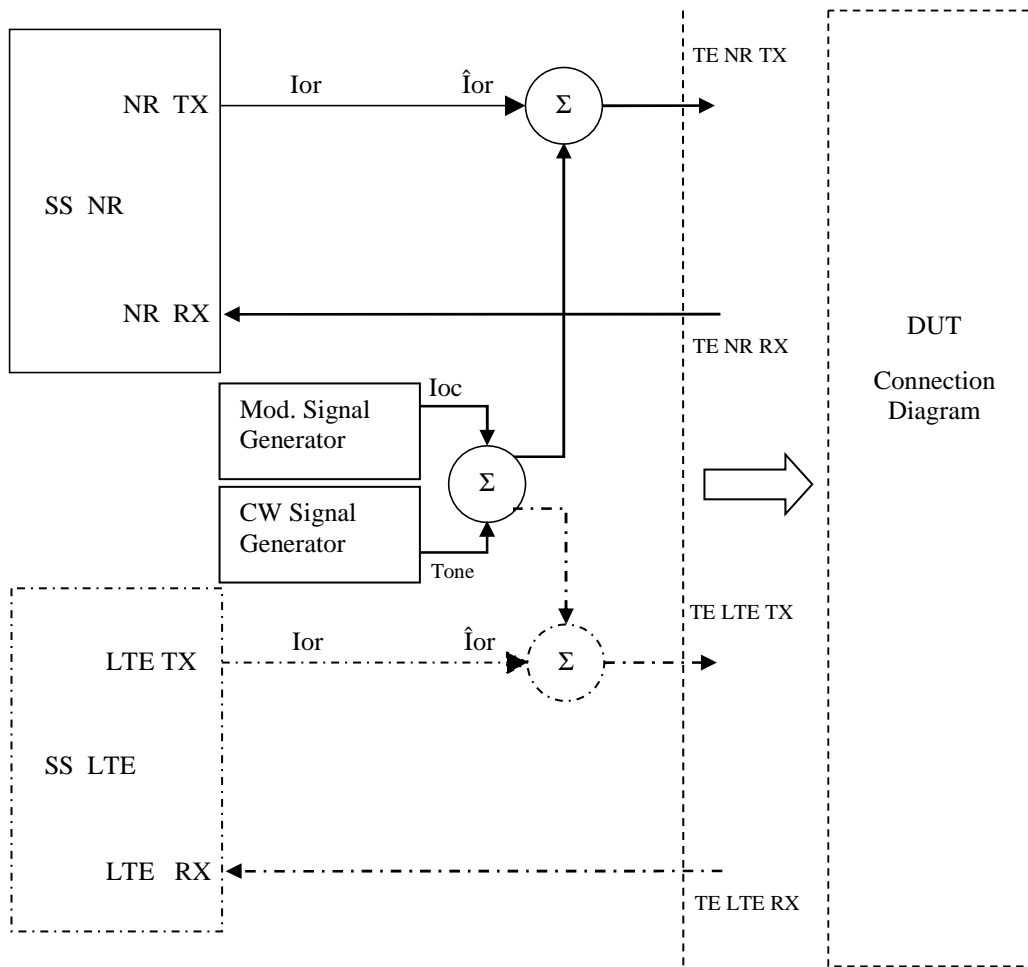 TE NR TX
NR TX
Ior
Îor
Σ
SS NR
NR RX
TE NR RX
DUT
Connection
Diagram
Mod. Signal
Generator
Ioc
Σ
CW Signal
Generator
Tone
TE LTE TX
LTE TX
Ior
Îor
Σ
SS LTE
LTE RX
TE LTE RX